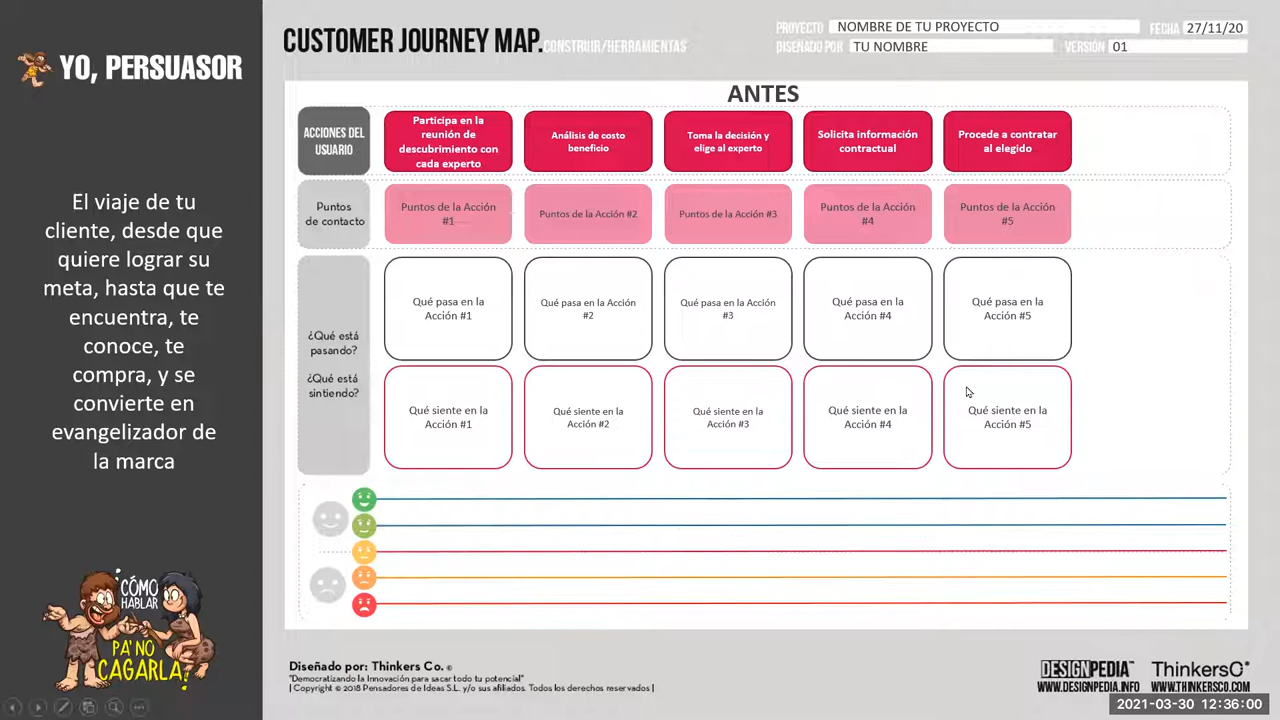 YO, PERSUASOR
El viaje de tu
cliente, desde que
quiere lograr su
meta, hasta que te
encuentra, te
conoce, te
compra, y se
convierte en
evangelizador de
la marca
¿CÓMO
HABLAR
PA' NO
CAGARLA!
CUSTOMER JOURNEY MAP. CONSTRUIR/HERRAMIENTAS
PROYECTO NOMBRE DE TU PROYECTO FECHA 27/11/20
DISEÑADO POR TU NOMBRE VERSIÓN 01
ANTES
ACCIONES DEL
USUARIO
Participa en la
reunión de
descubrimiento con
cada experto
Análisis de costo
beneficio
Toma la decisión y
elige al experto
Solicita información
contractual
Procede a contratar
al elegido
Puntos
de contacto
Puntos de la Acción
#1
Puntos de la Acción #2
Puntos de la Acción #3
Puntos de la Acción
#4
Puntos de la Acción
#5
¿Qué está
pasando?
¿Qué está
sintiendo?
Qué pasa en la
Acción #1
Qué pasa en la Acción
#2
Qué pasa en la Acción
#3
Qué pasa en la
Acción #4
Qué pasa en la
Acción #5
Qué siente en la
Acción #1
Qué siente en la
Acción #2
Qué siente en la
Acción #3
Qué siente en la
Acción #4
Qué siente en la
Acción #5
Diseñado por: Thinkers Co. ©
"Democratizando la Innovación para sacar todo tu potencial"
| Copyright © 2018 Pensadores de Ideas S.L. y/o sus afiliados. Todos los derechos reservados |
DESIGNPEDIA™
WWW.DESIGNPEDIA.INFO
ThinkersCo
WWW.THINKERSCO.COM
2021-03-30 12:36:00